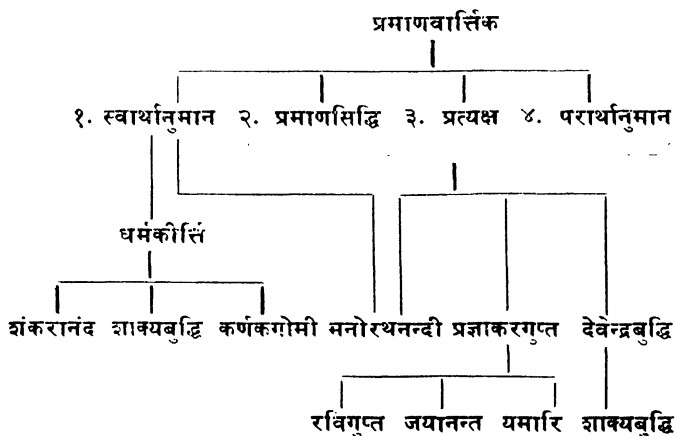 प्रमाणवार्त्तिक
१. स्वार्थानुमान २. प्रमाणसिद्धि ३. प्रत्यक्ष ४. परार्थानुमान
धर्मकीर्त्ति
शंकरानंद शाक्यबुद्धि कर्णकगोमी मनोरथनन्दी प्रज्ञाकरगुप्त देवेन्द्रबुद्धि
रविगुप्त जयानन्त यमारि शाक्यबुद्धि